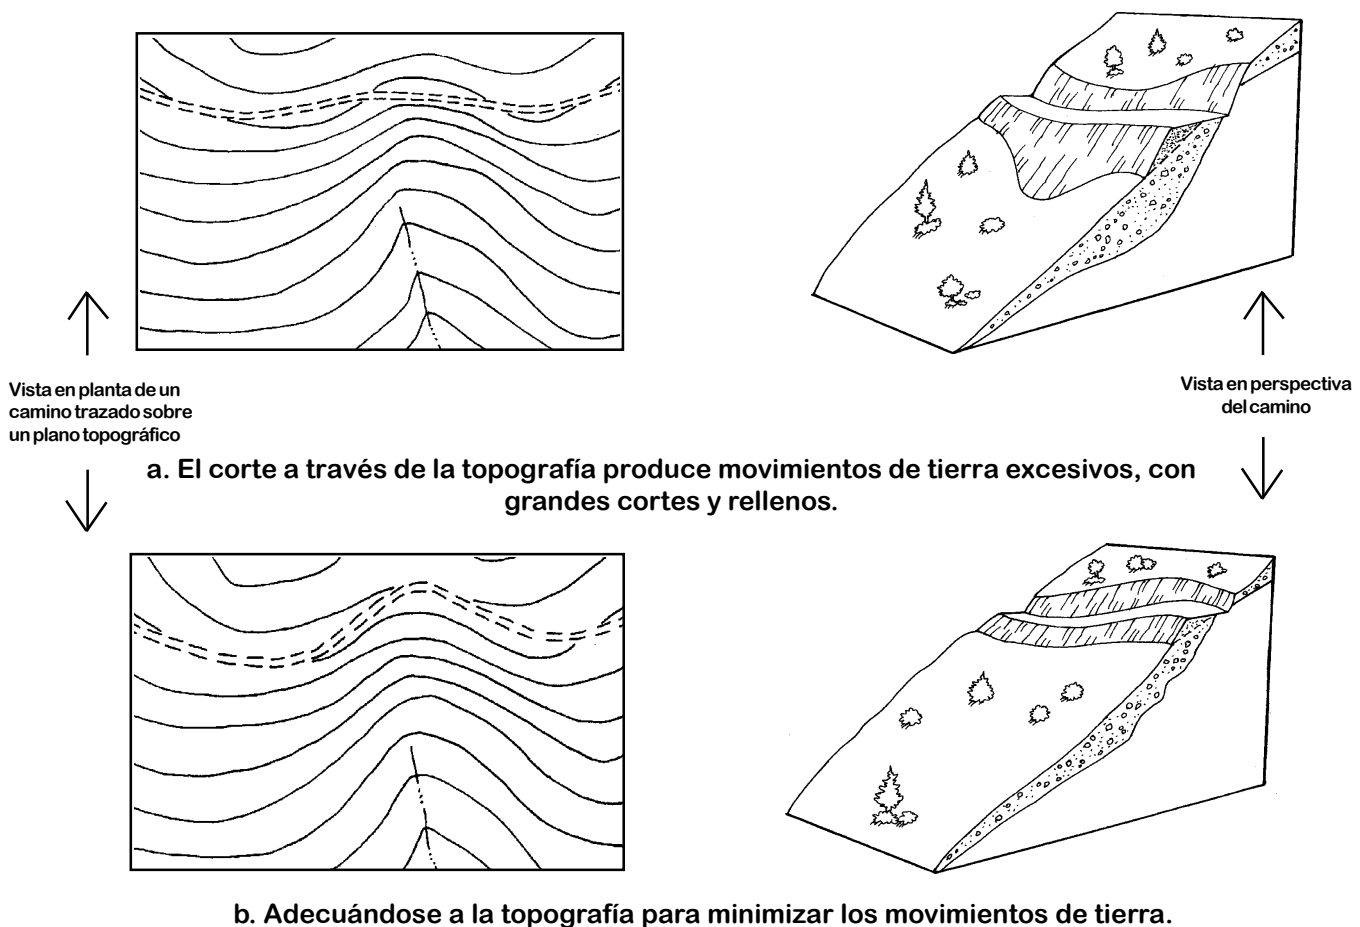 Vista en planta de un
camino trazado sobre
un plano topográfico
Vista en perspectiva
del camino
a. El corte a través de la topografía produce movimientos de tierra excesivos, con
grandes cortes y rellenos.
b. Adecuándose a la topografía para minimizar los movimientos de tierra.